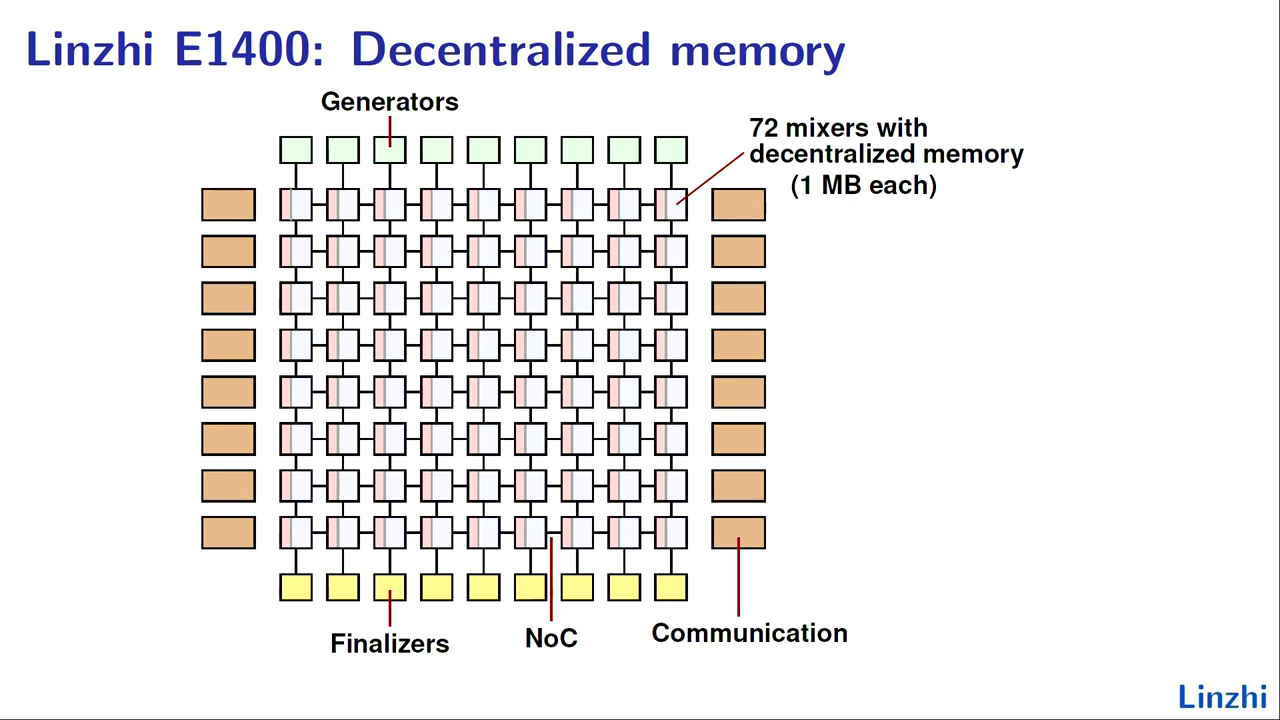 Linzhi E1400: Decentralized memory
Generators
72 mixers with
decentralized memory
(1 MB each)
Finalizers
NoC
Communication
Linzhi